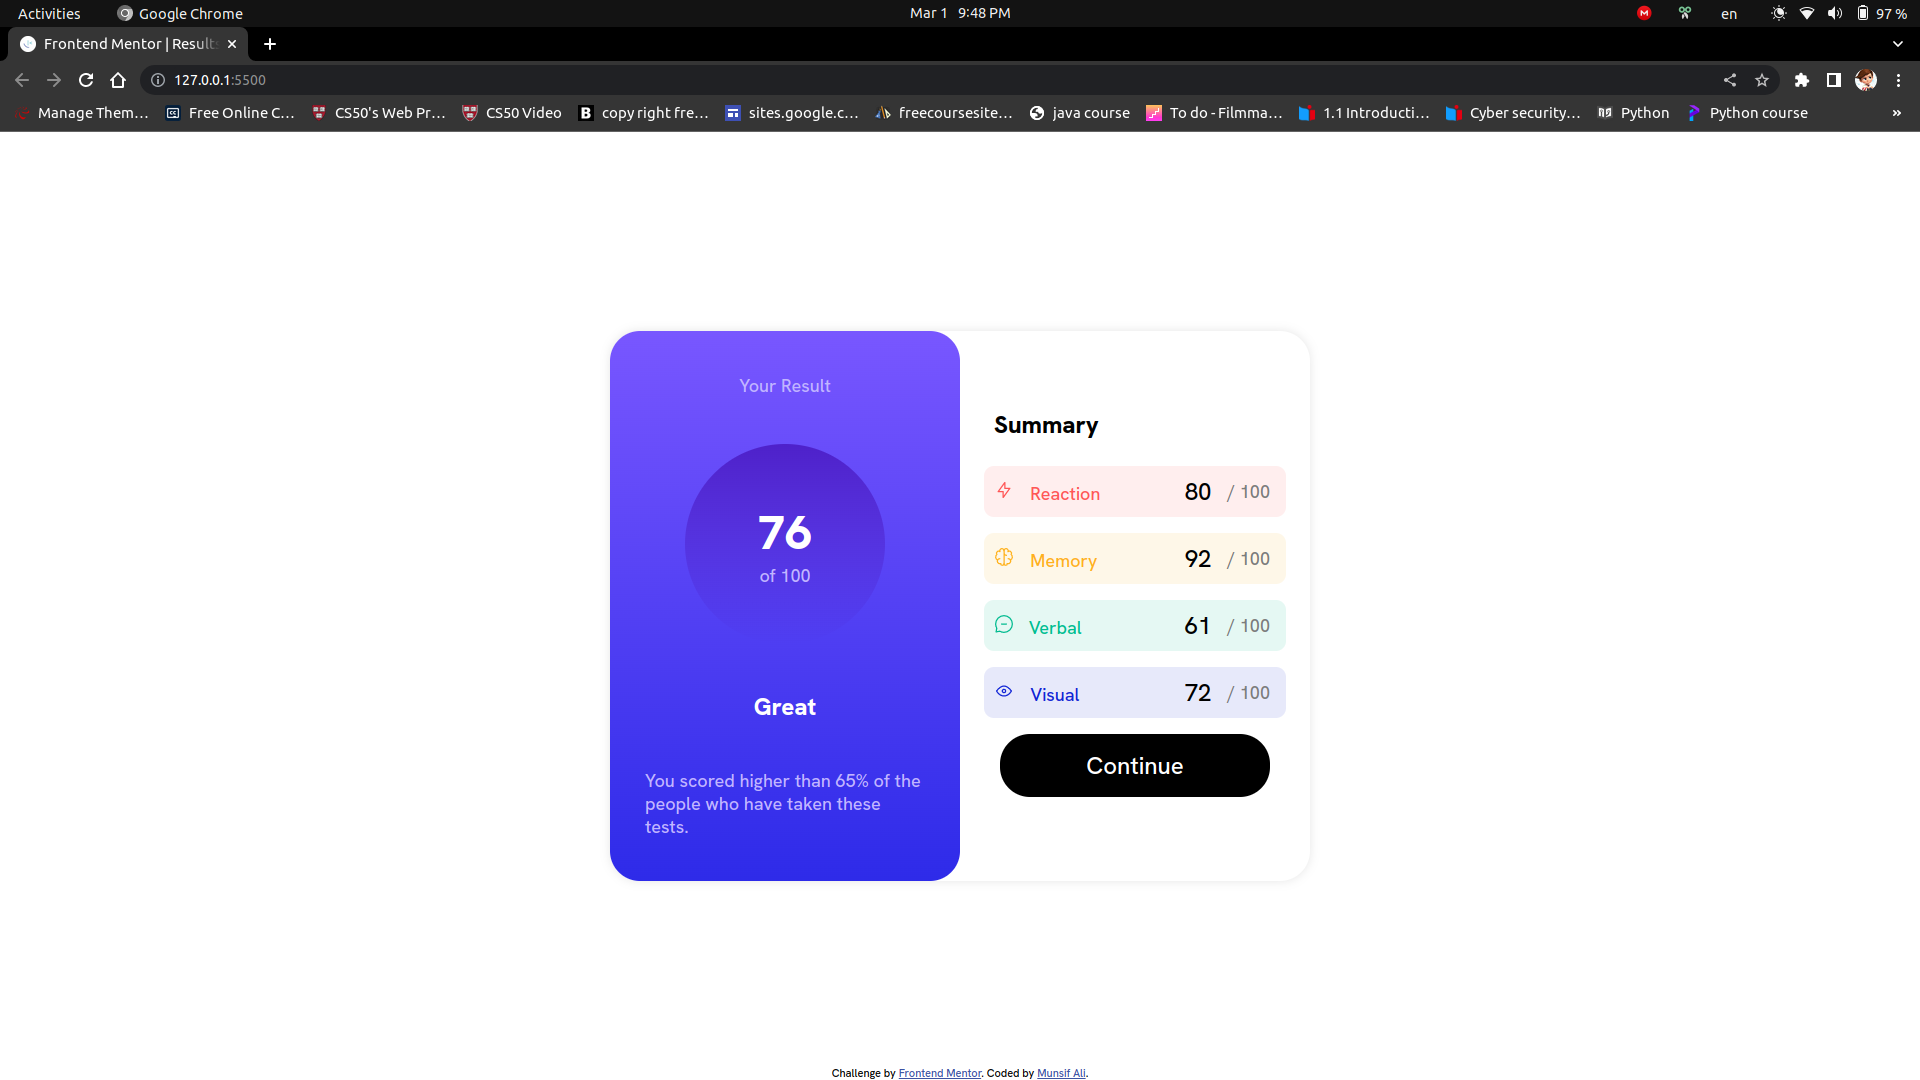 Activities Google Chrome Mar 1 9:48 PM en 97 %
Frontend Mentor | Results
127.0.0.1:5500
Manage Them... Free Online C... CS50's Web Pr... CS50 Video copy right fre... sites.google.c... freecoursesite... java course To do - Filmma... 1.1 Introducti... Cyber security... Python Python course »
Your Result
76
of 100
Great
You scored higher than 65% of the
people who have taken these
tests.
Summary
Reaction 80 / 100
Memory 92 / 100
Verbal 61 / 100
Visual 72 / 100
Continue
Challenge by Frontend Mentor. Coded by Munsif Ali.